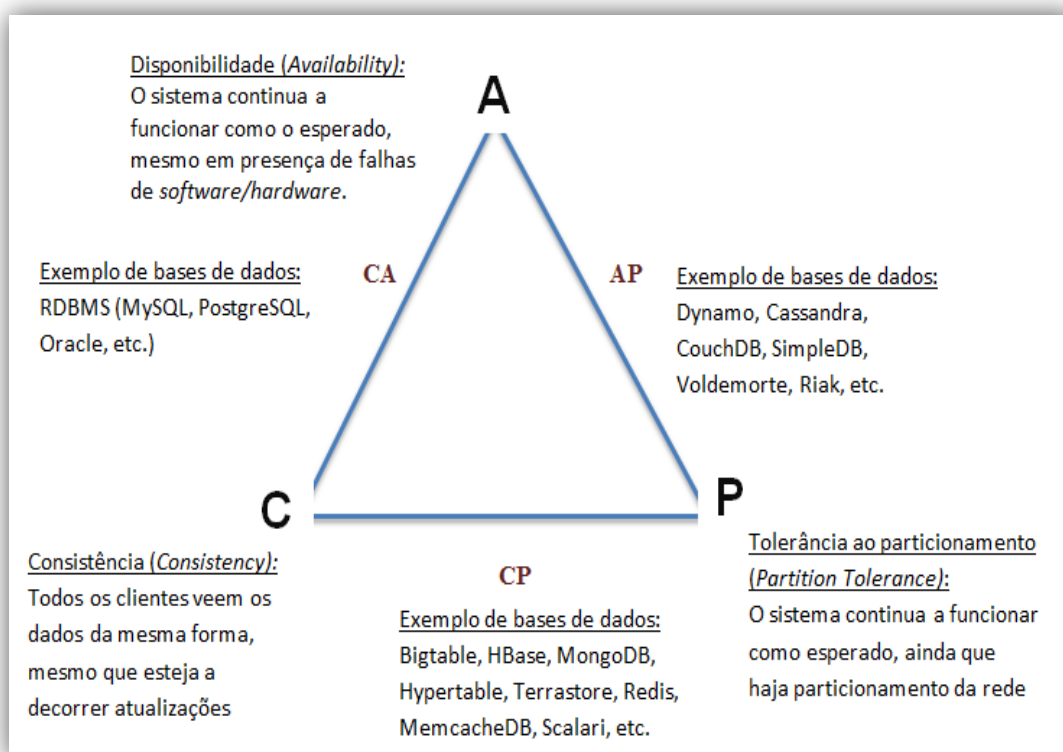 Disponibilidade (Availability):
O sistema continua a
funcionar como o esperado,
mesmo em presença de falhas
de software/hardware.
A
Exemplo de bases de dados:
RDBMS (MySQL, PostgreSQL,
Oracle, etc.)
CA
AP
Exemplo de bases de dados:
Dynamo, Cassandra,
CouchDB, SimpleDB,
Voldemorte, Riak, etc.
C
P
Consistência (Consistency):
Todos os clientes veem os
dados da mesma forma,
mesmo que esteja a
decorrer atualizações
CP
Exemplo de bases de dados:
Bigtable, HBase, MongoDB,
Hypertable, Terrastore, Redis,
MemcacheDB, Scalari, etc.
Tolerância ao particionamento
(Partition Tolerance):
O sistema continua a funcionar
como esperado, ainda que
haja particionamento da rede